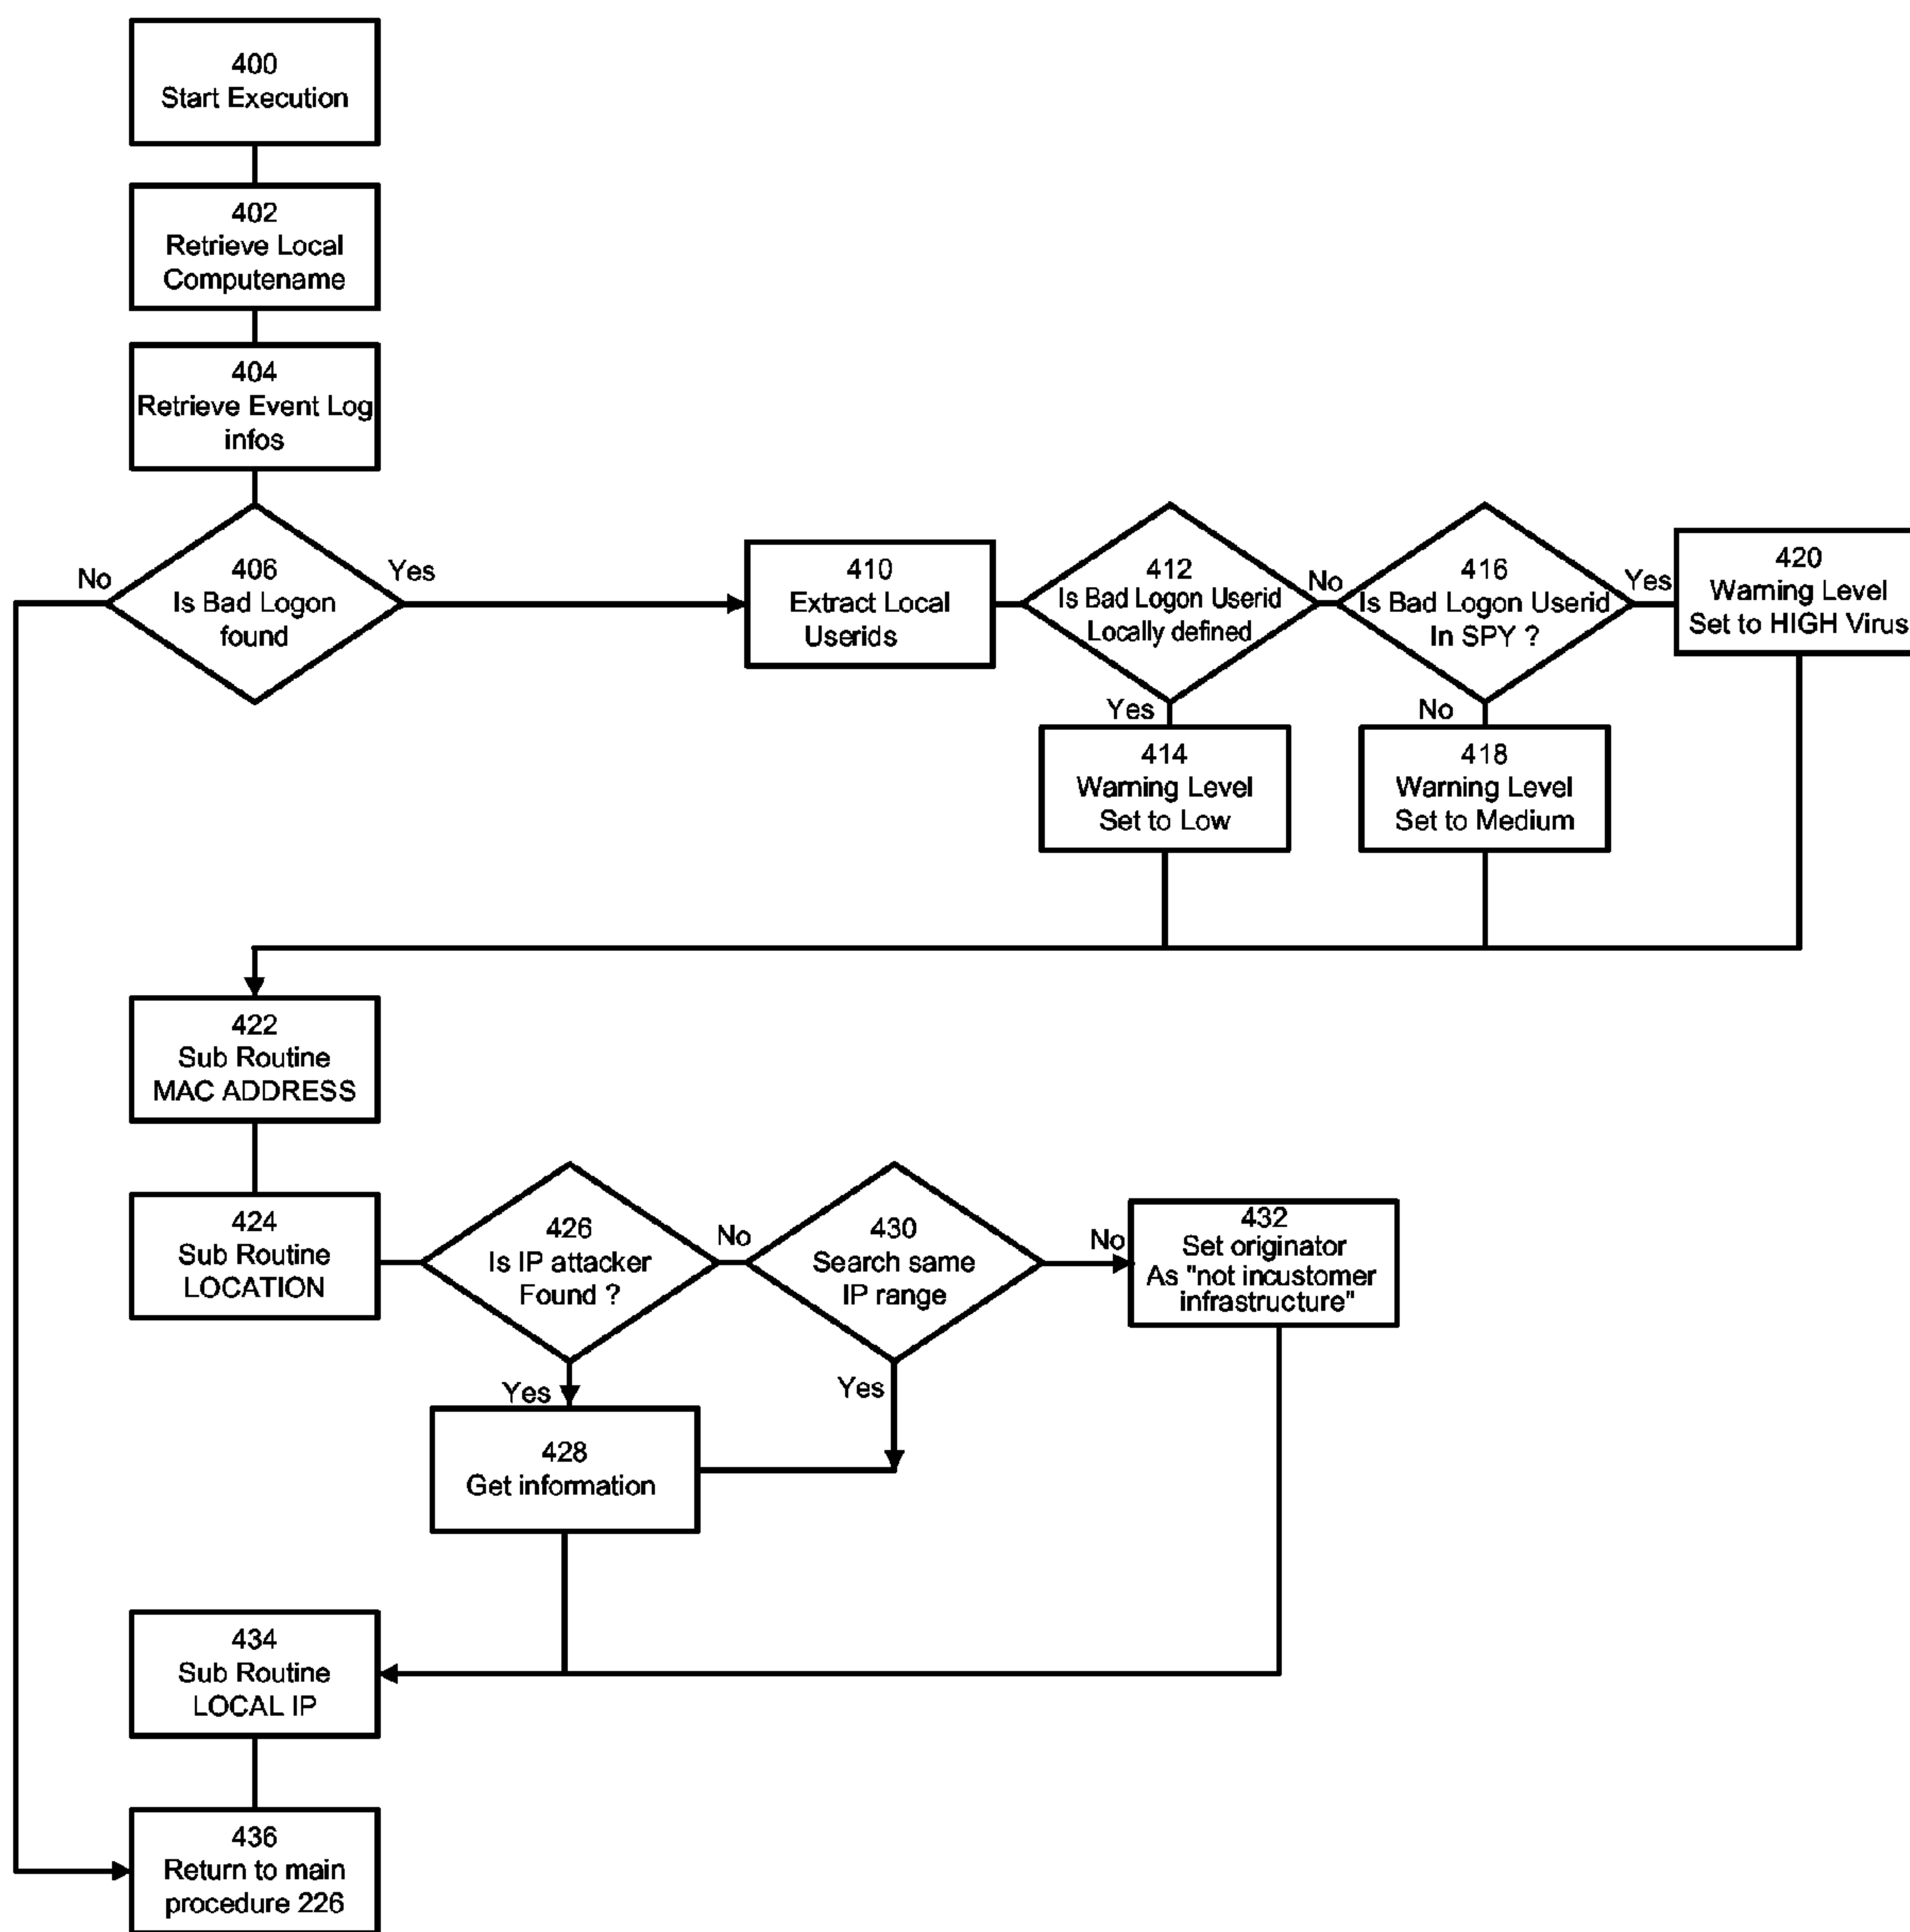 400
Start Execution
402
Retrieve Local
Computename
404
Retrieve Event Log
infos
No
406
Is Bad Logon
found
Yes
410
Extract Local
Userids
412
Is Bad Logon Userid
Locally defined
No
416
Is Bad Logon Userid
In SPY ?
Yes
420
Warning Level
Set to HIGH Virus
Yes
414
Warning Level
Set to Low
No
418
Warning Level
Set to Medium
422
Sub Routine
MAC ADDRESS
424
Sub Routine
LOCATION
426
Is IP attacker
Found ?
No
430
Search same
IP range
No
432
Set originator
As "not incustomer
infrastructure"
Yes
Yes
428
Get information
434
Sub Routine
LOCAL IP
436
Return to main
procedure 226